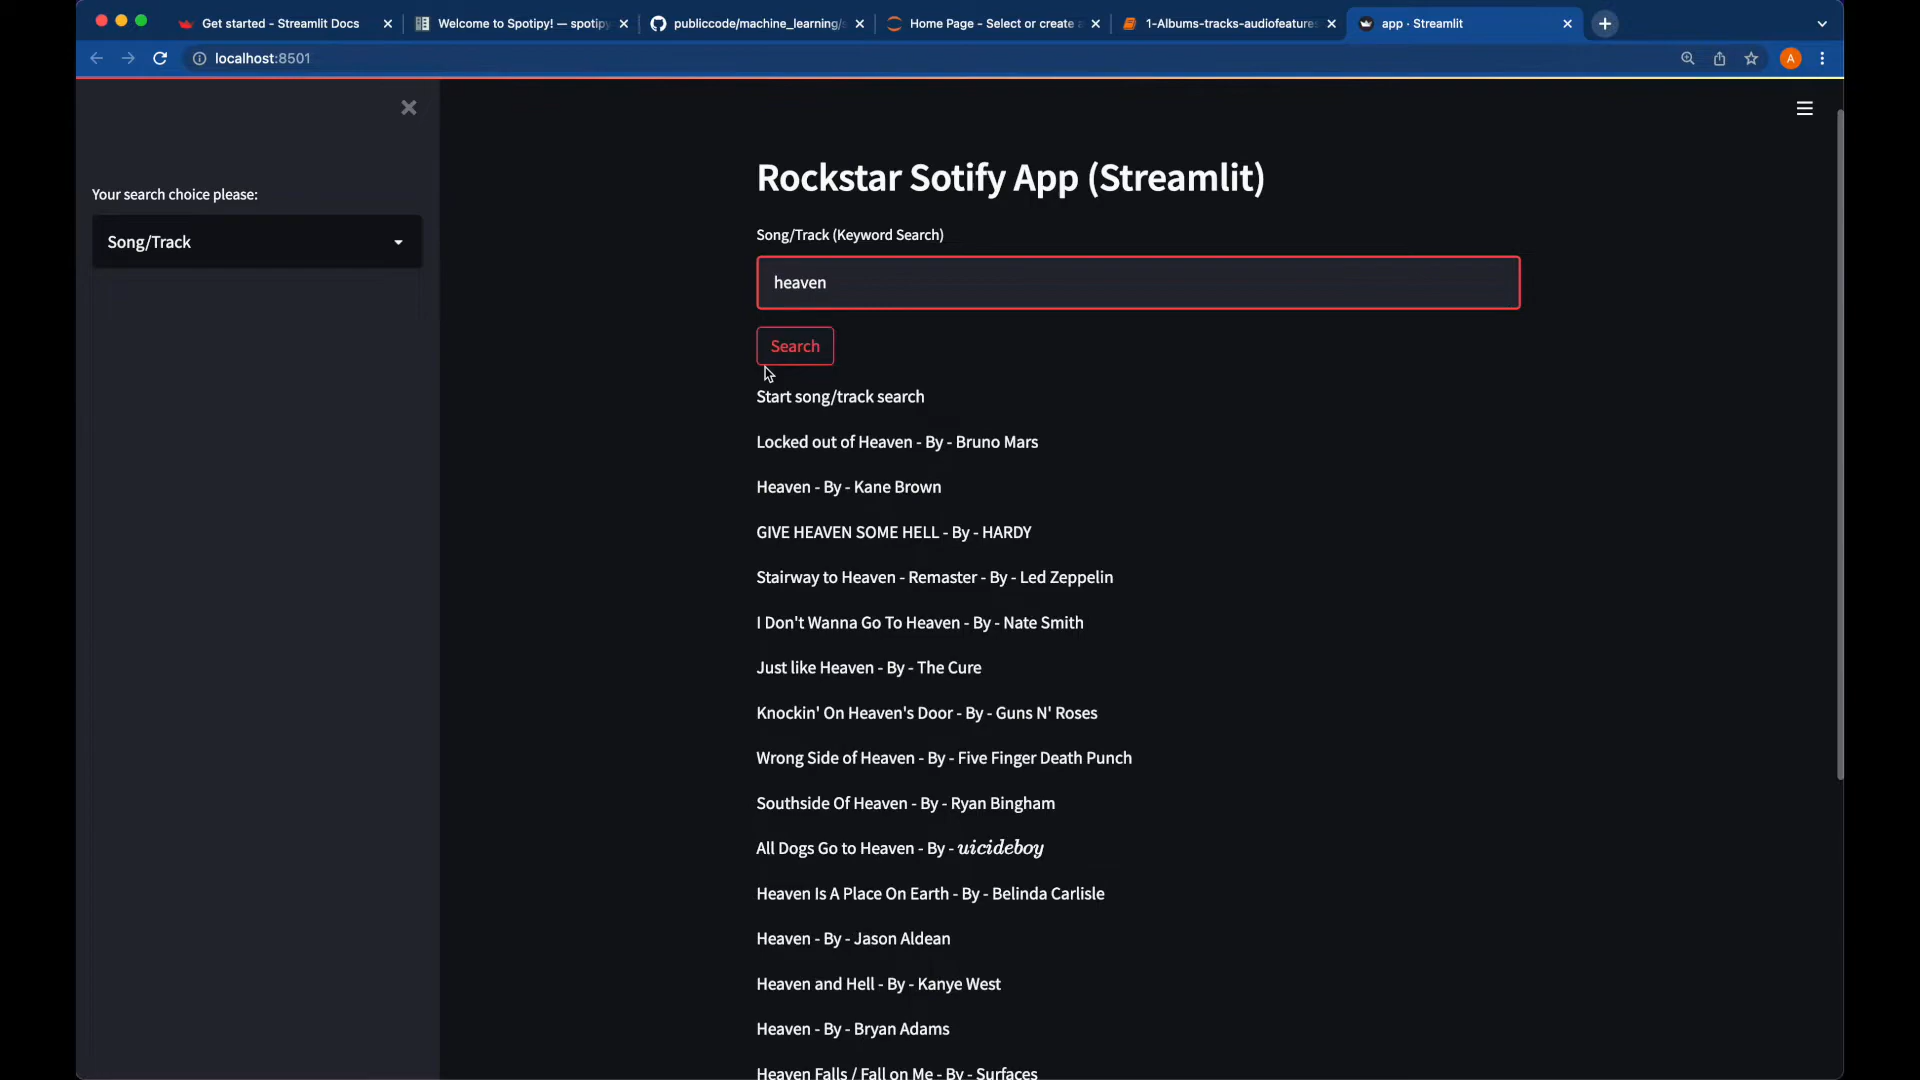 Get started - Streamlit Docs
Welcome to Spotipy! — spotipy
publiccode/machine_learning/
Home Page - Select or create a
1-Albums-tracks-audiofeature
app · Streamlit
localhost:8501
A
Your search choice please:
Song/Track
Rockstar Sotify App (Streamlit)
Song/Track (Keyword Search)
heaven
Search
Start song/track search
Locked out of Heaven - By - Bruno Mars
Heaven - By - Kane Brown
GIVE HEAVEN SOME HELL - By - HARDY
Stairway to Heaven - Remaster - By - Led Zeppelin
I Don't Wanna Go To Heaven - By - Nate Smith
Just like Heaven - By - The Cure
Knockin' On Heaven's Door - By - Guns N' Roses
Wrong Side of Heaven - By - Five Finger Death Punch
Southside Of Heaven - By - Ryan Bingham
All Dogs Go to Heaven - By - uicideboy
Heaven Is A Place On Earth - By - Belinda Carlisle
Heaven - By - Jason Aldean
Heaven and Hell - By - Kanye West
Heaven - By - Bryan Adams
Heaven Falls / Fall on Me - By - Surfaces